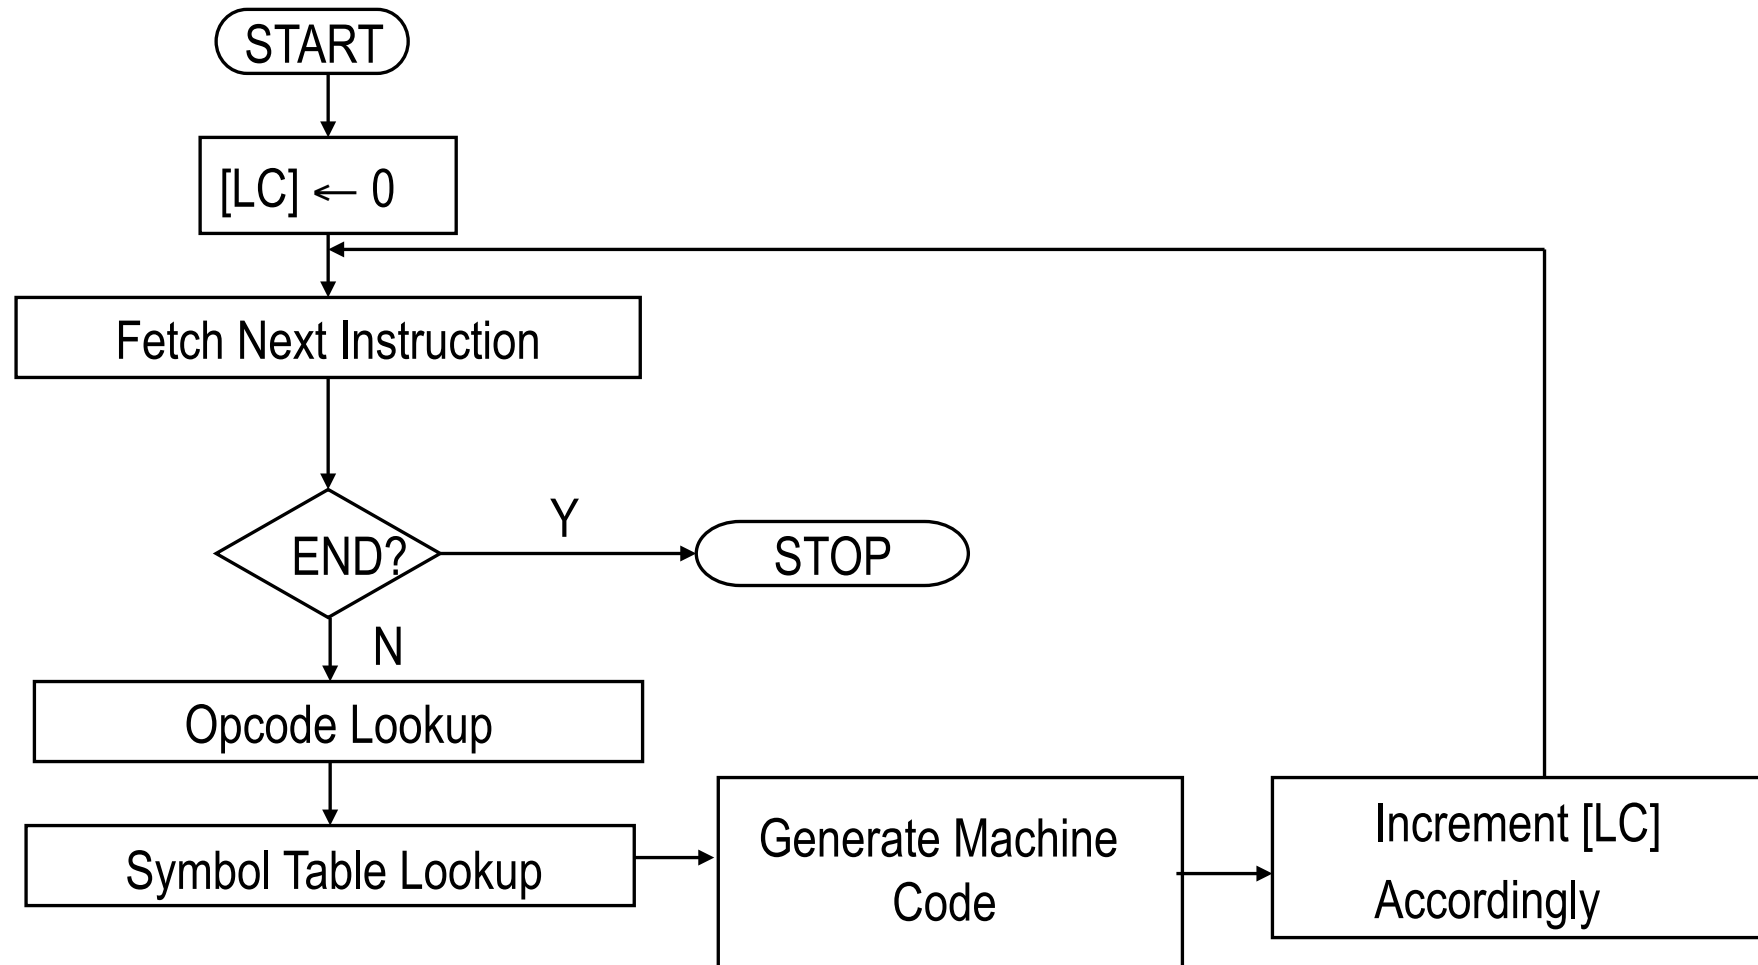 START
[LC] ← 0
Fetch Next Instruction
END?
Y
STOP
N
Opcode Lookup
Symbol Table Lookup
Generate Machine
Code
Increment [LC]
Accordingly